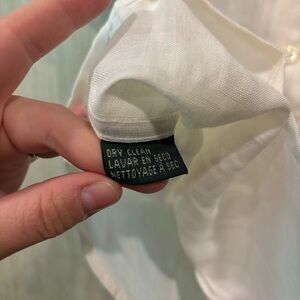 DRY CLEAN
LAVAR EN SECO
NETTOYAGE À SEC